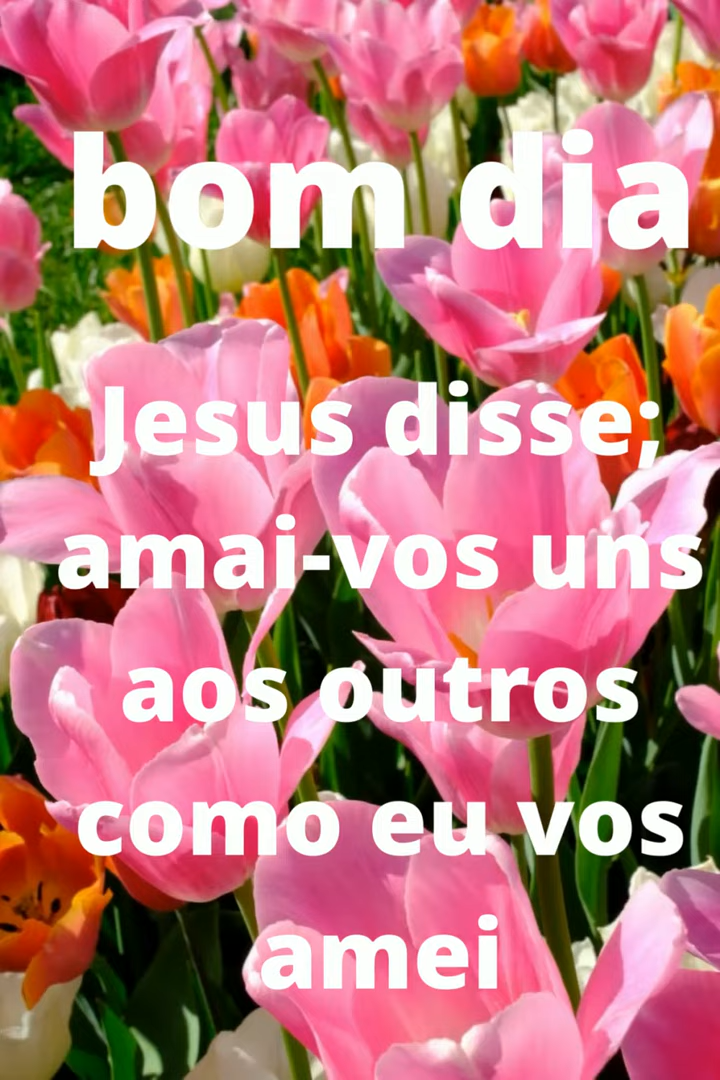 bom dia
Jesus disse;
amai-vos uns
aos outros
como eu vos
amei